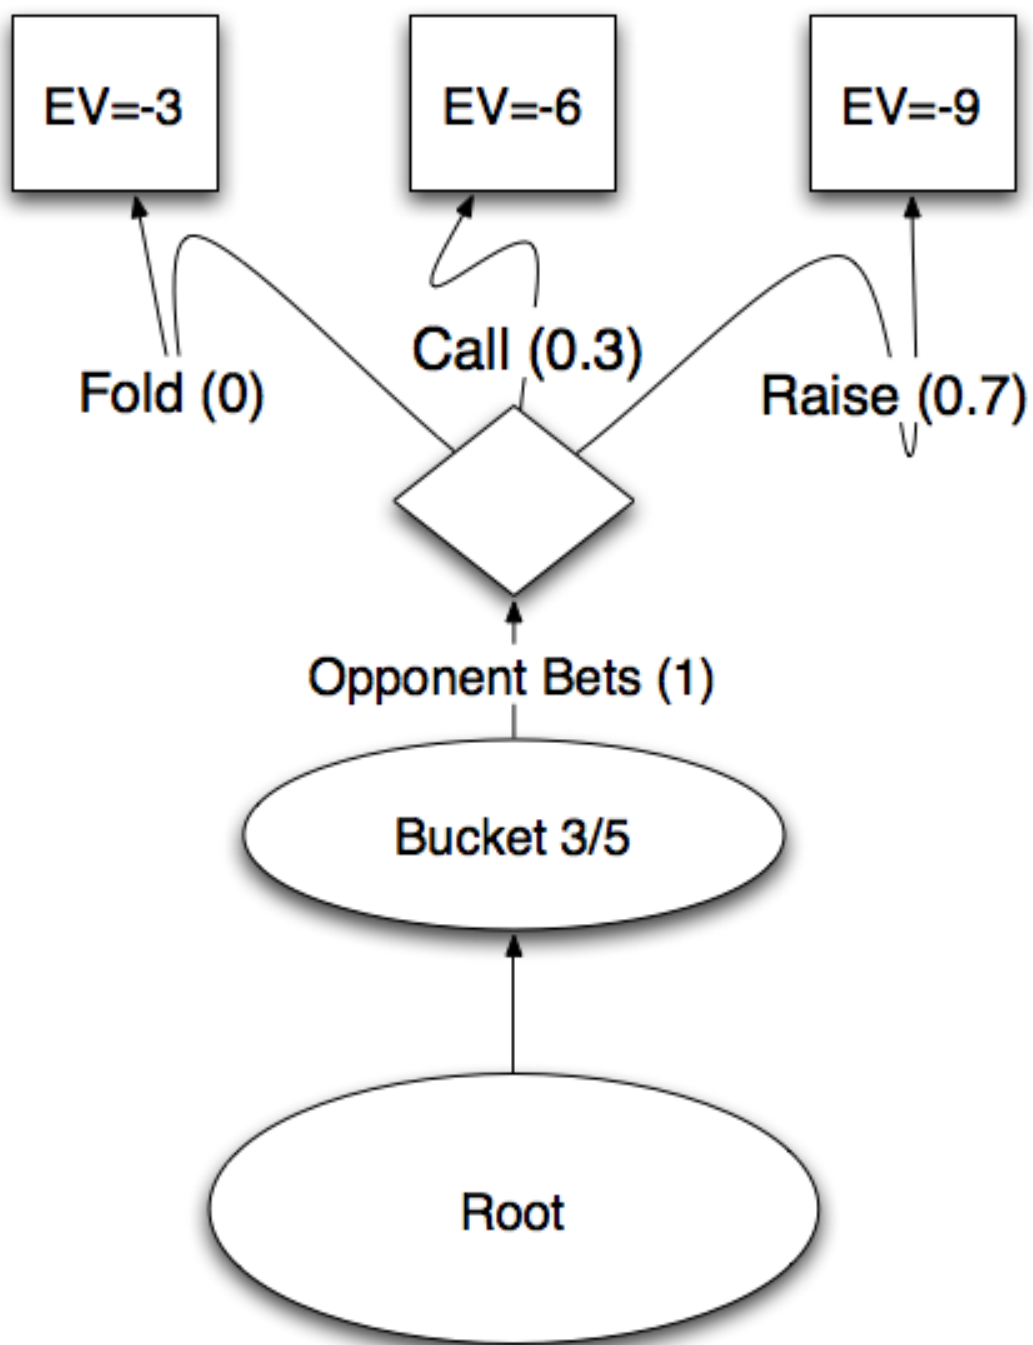 EV=-3
EV=-6
EV=-9
Fold (0)
Call (0.3)
Raise (0.7)
Opponent Bets (1)
Bucket 3/5
Root